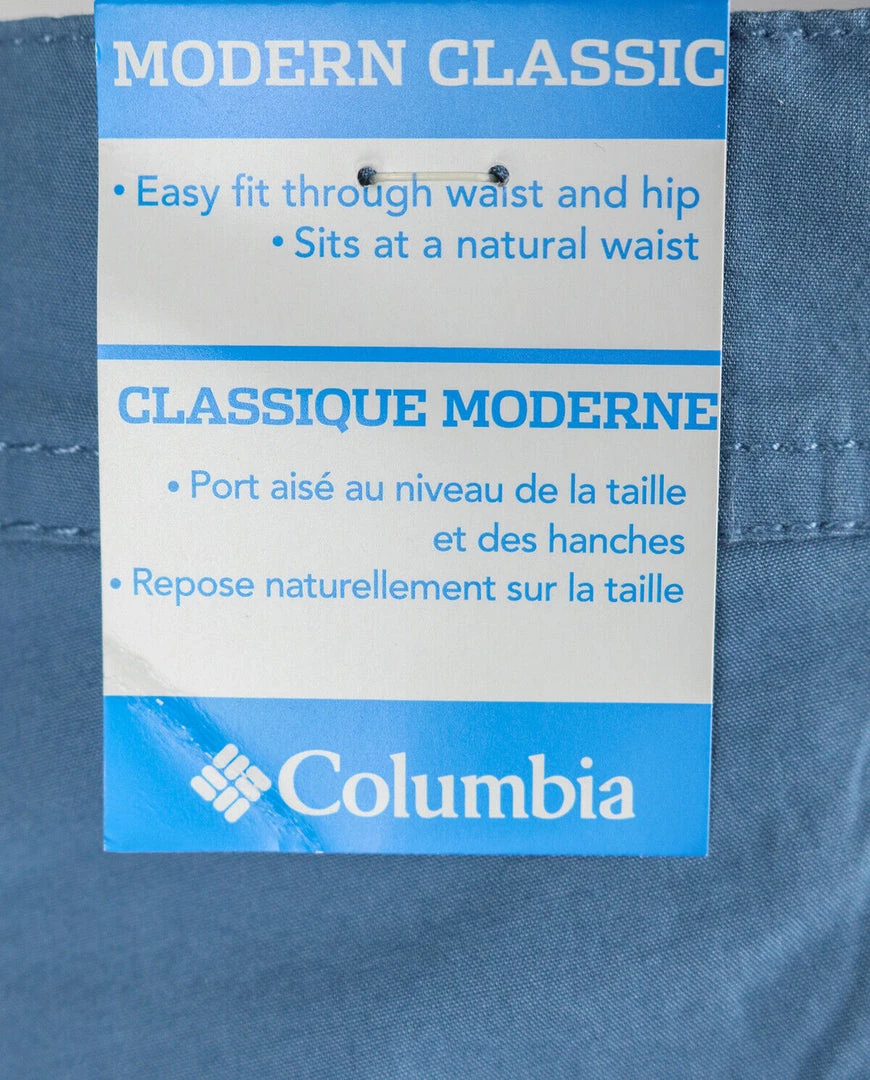 MODERN CLASSIC
• Easy fit through waist and hip
• Sits at a natural waist
CLASSIQUE MODERNE
• Port aisé au niveau de la taille
et des hanches
• Repose naturellement sur la taille
Columbia